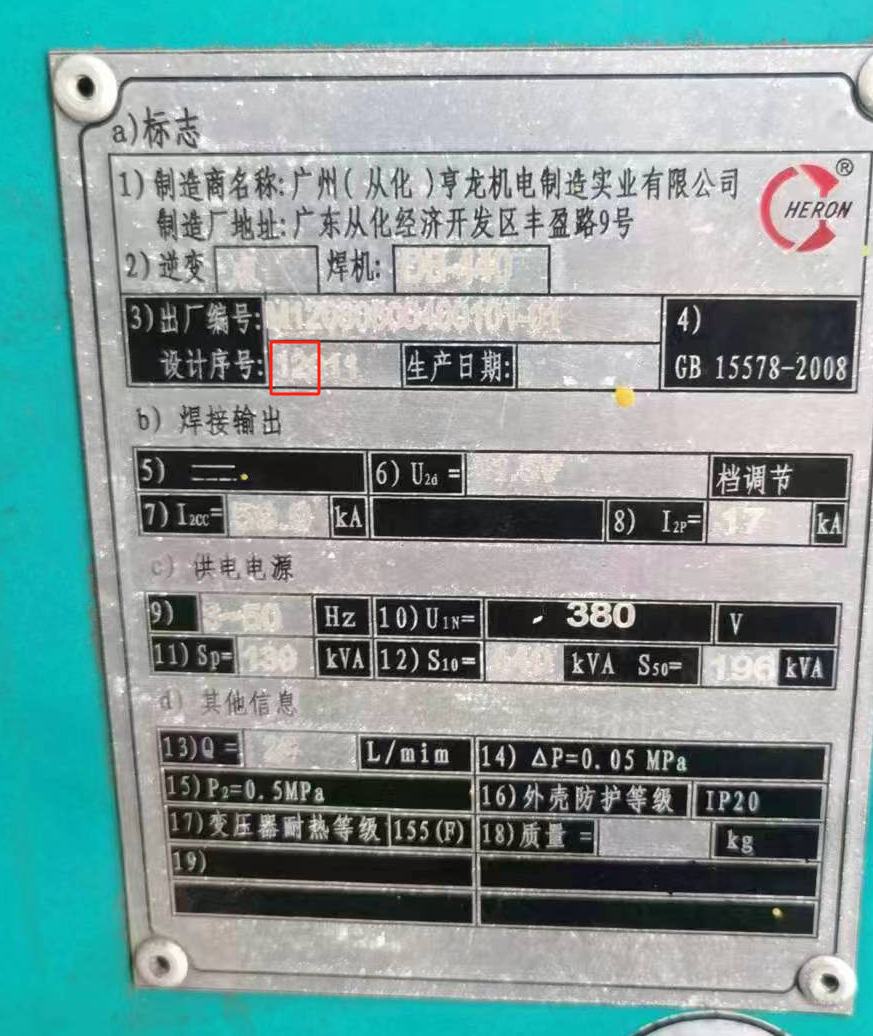 a)标志
1)制造商名称:广州(从化)亨龙机电制造实业有限公司
制造厂地址:广东从化经济开发区丰盈路9号
HERON®
2)逆变 焊机: -440
3)出厂编号:
4)
设计序号: 12 生产日期:
GB 15578-2008
b) 焊接输出
5) 6)U2d = 档调节
7)I2CC= kA 8) I2P= 17 kA
c) 供电电源
9) -50 Hz 10)U1N= 380 V
11)Sp= 130 kVA 12)S10= kVA S50= 196 kVA
d) 其他信息
13)Q = L/mim 14) ΔP=0.05 MPa
15)P2=0.5MPa 16)外壳防护等级 IP20
17)变压器耐热等级 155(F) 18)质量 = kg
19)